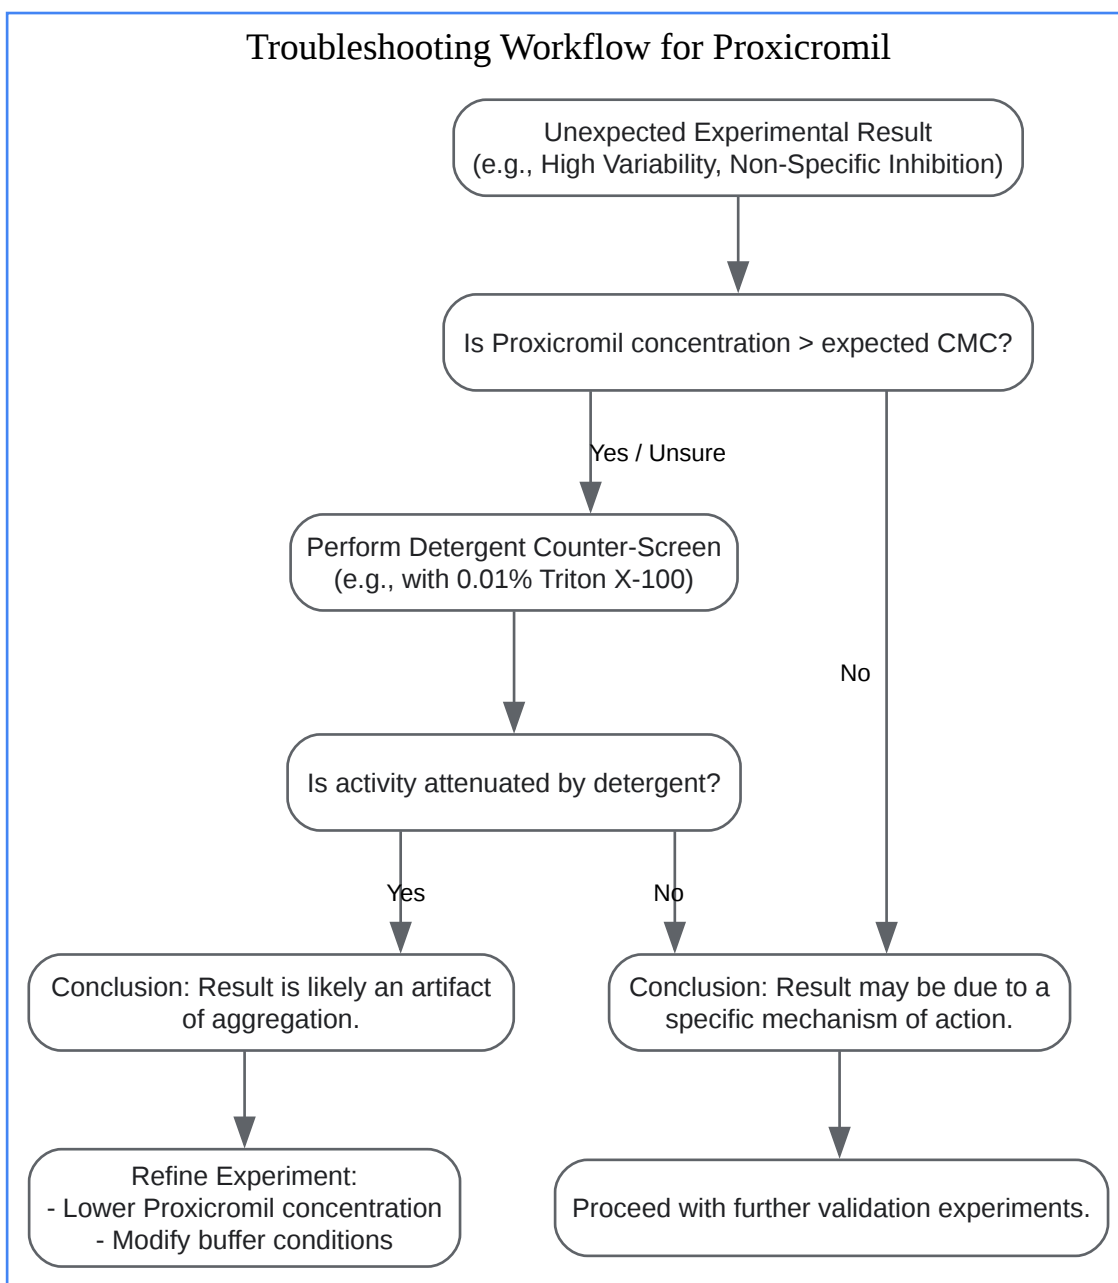 Troubleshooting Workflow for Proxicromil
Unexpected Experimental Result
(e.g., High Variability, Non-Specific Inhibition)
Is Proxicromil concentration > expected CMC?
Yes / Unsure
Perform Detergent Counter-Screen
(e.g., with 0.01% Triton X-100)
No
Is activity attenuated by detergent?
Yes
No
Conclusion: Result is likely an artifact
of aggregation.
Conclusion: Result may be due to a
specific mechanism of action.
Refine Experiment:
- Lower Proxicromil concentration
- Modify buffer conditions
Proceed with further validation experiments.